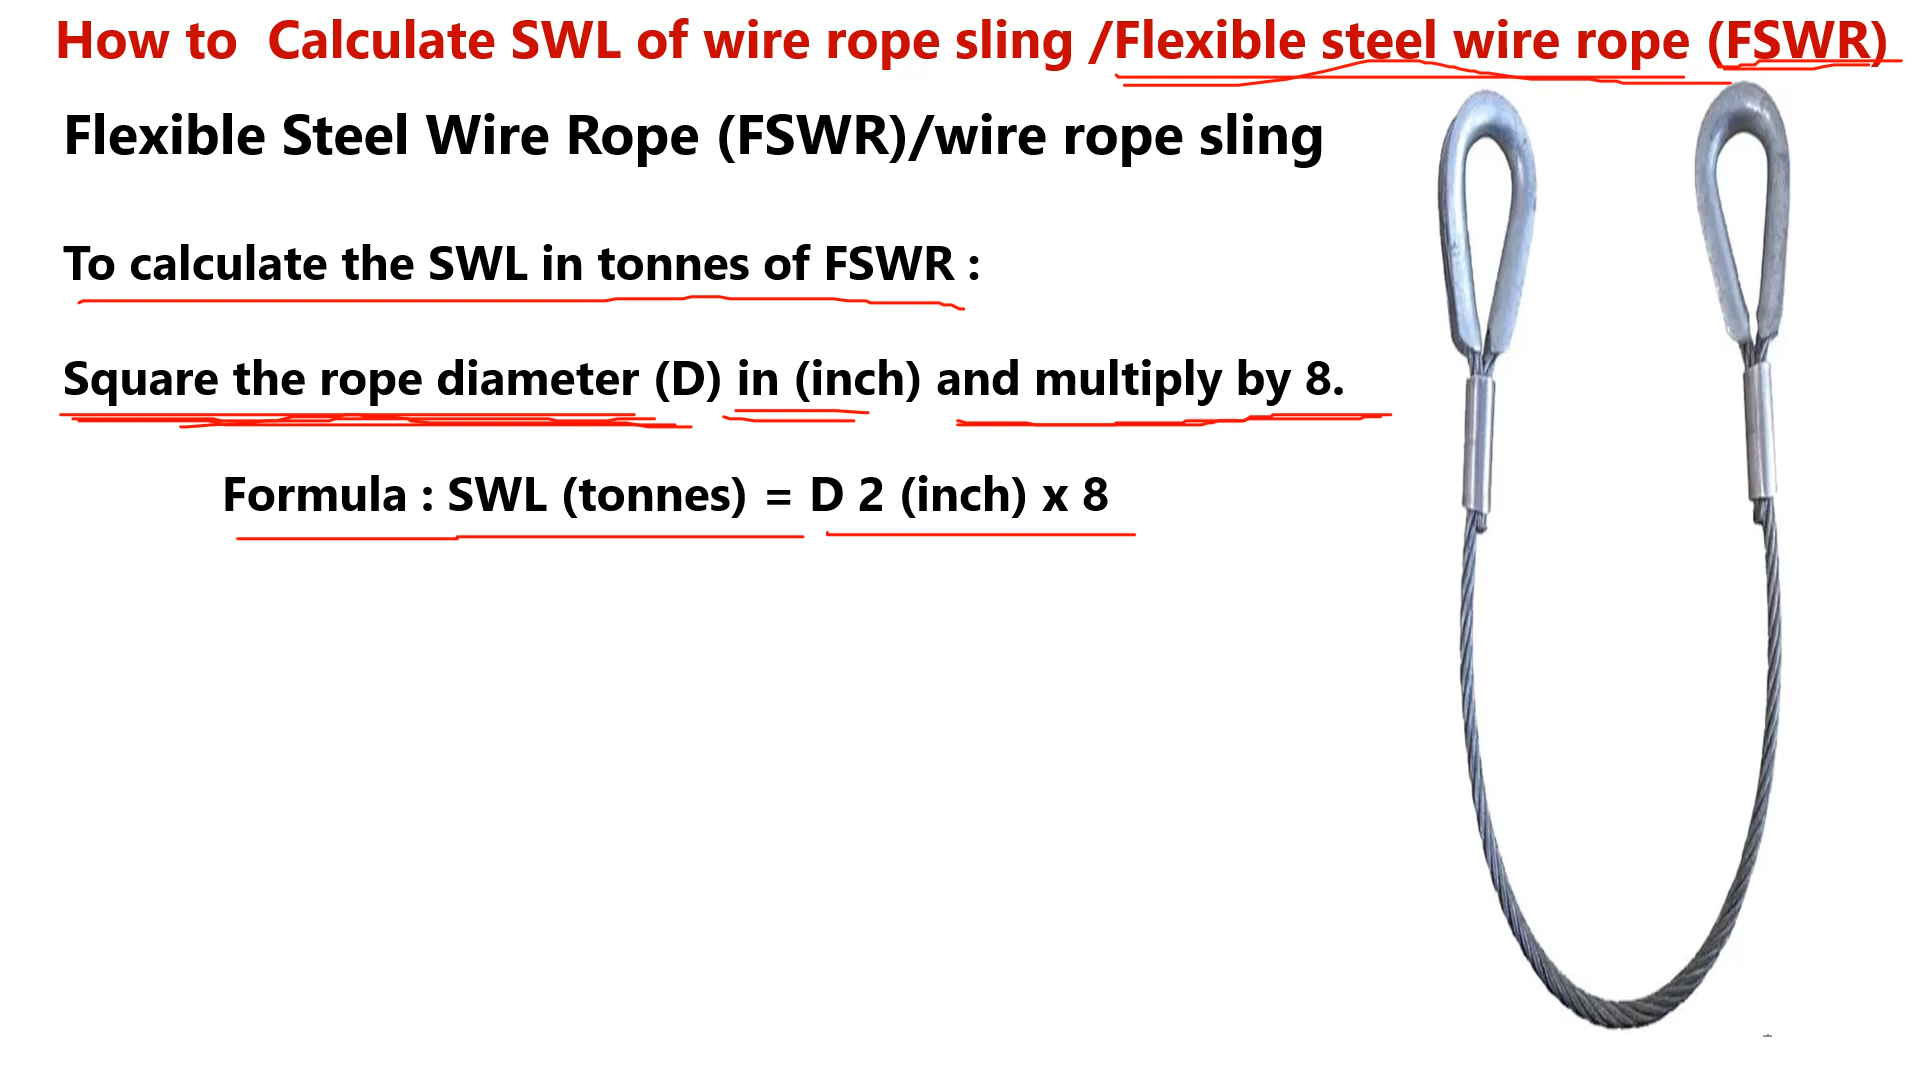 How to Calculate SWL of wire rope sling /Flexible steel wire rope (FSWR)
Flexible Steel Wire Rope (FSWR)/wire rope sling
To calculate the SWL in tonnes of FSWR :
Square the rope diameter (D) in (inch) and multiply by 8.
Formula : SWL (tonnes) = D 2 (inch) x 8